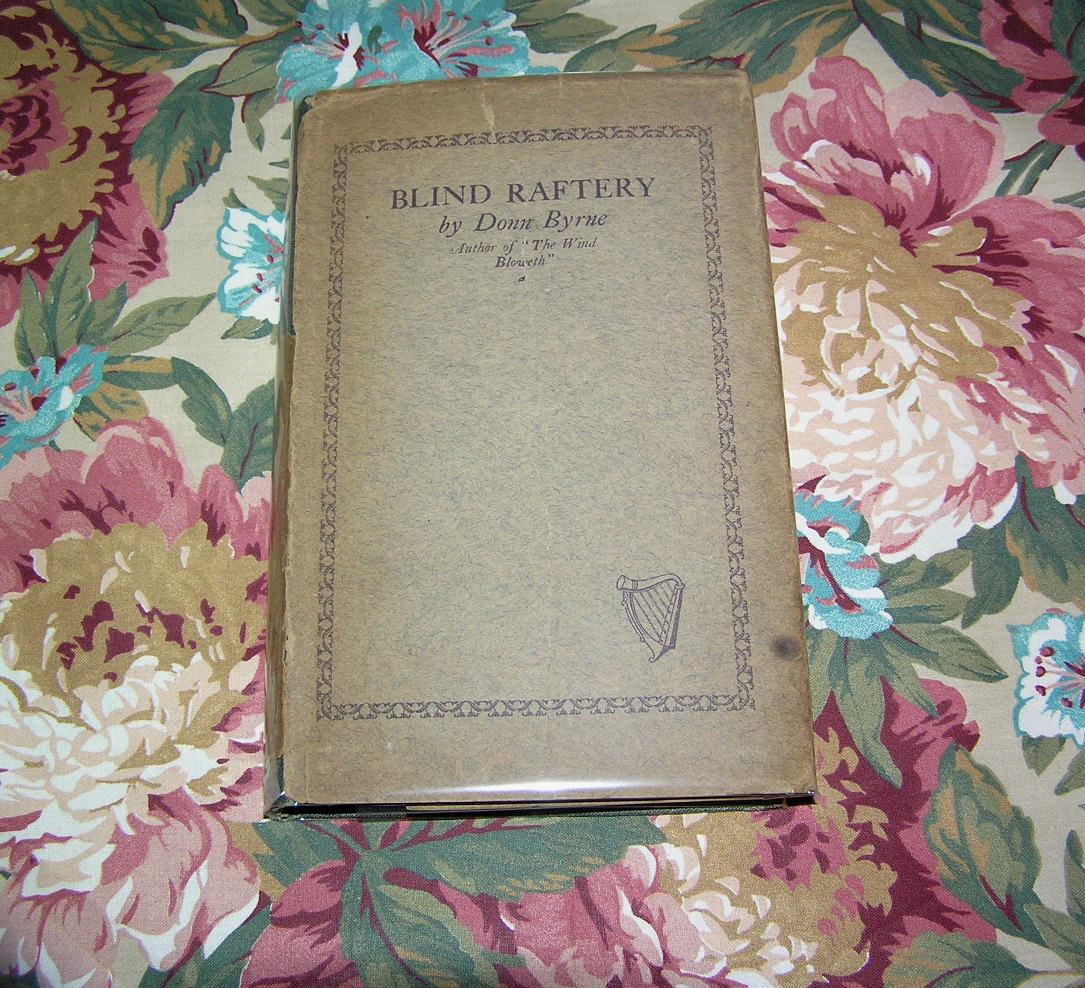 BLIND RAFTERY
by Donn Byrne
Author of "The Wind
Bloweth"